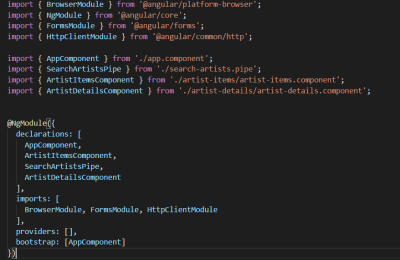 import { BrowserModule } from '@angular/platform-browser';
import { NgModule } from '@angular/core';
import { FormsModule } from '@angular/forms';
import { HttpClientModule } from '@angular/common/http';
import { AppComponent } from './app.component';
import { SearchArtistsPipe } from './search-artists.pipe';
import { ArtistItemsComponent } from './artist-items/artist-items.component';
import { ArtistDetailsComponent } from './artist-details/artist-details.component';
@NgModule({
declarations: [
AppComponent,
ArtistItemsComponent,
SearchArtistsPipe,
ArtistDetailsComponent
],
imports: [
BrowserModule, FormsModule, HttpClientModule
],
providers: [],
bootstrap: [AppComponent]
})